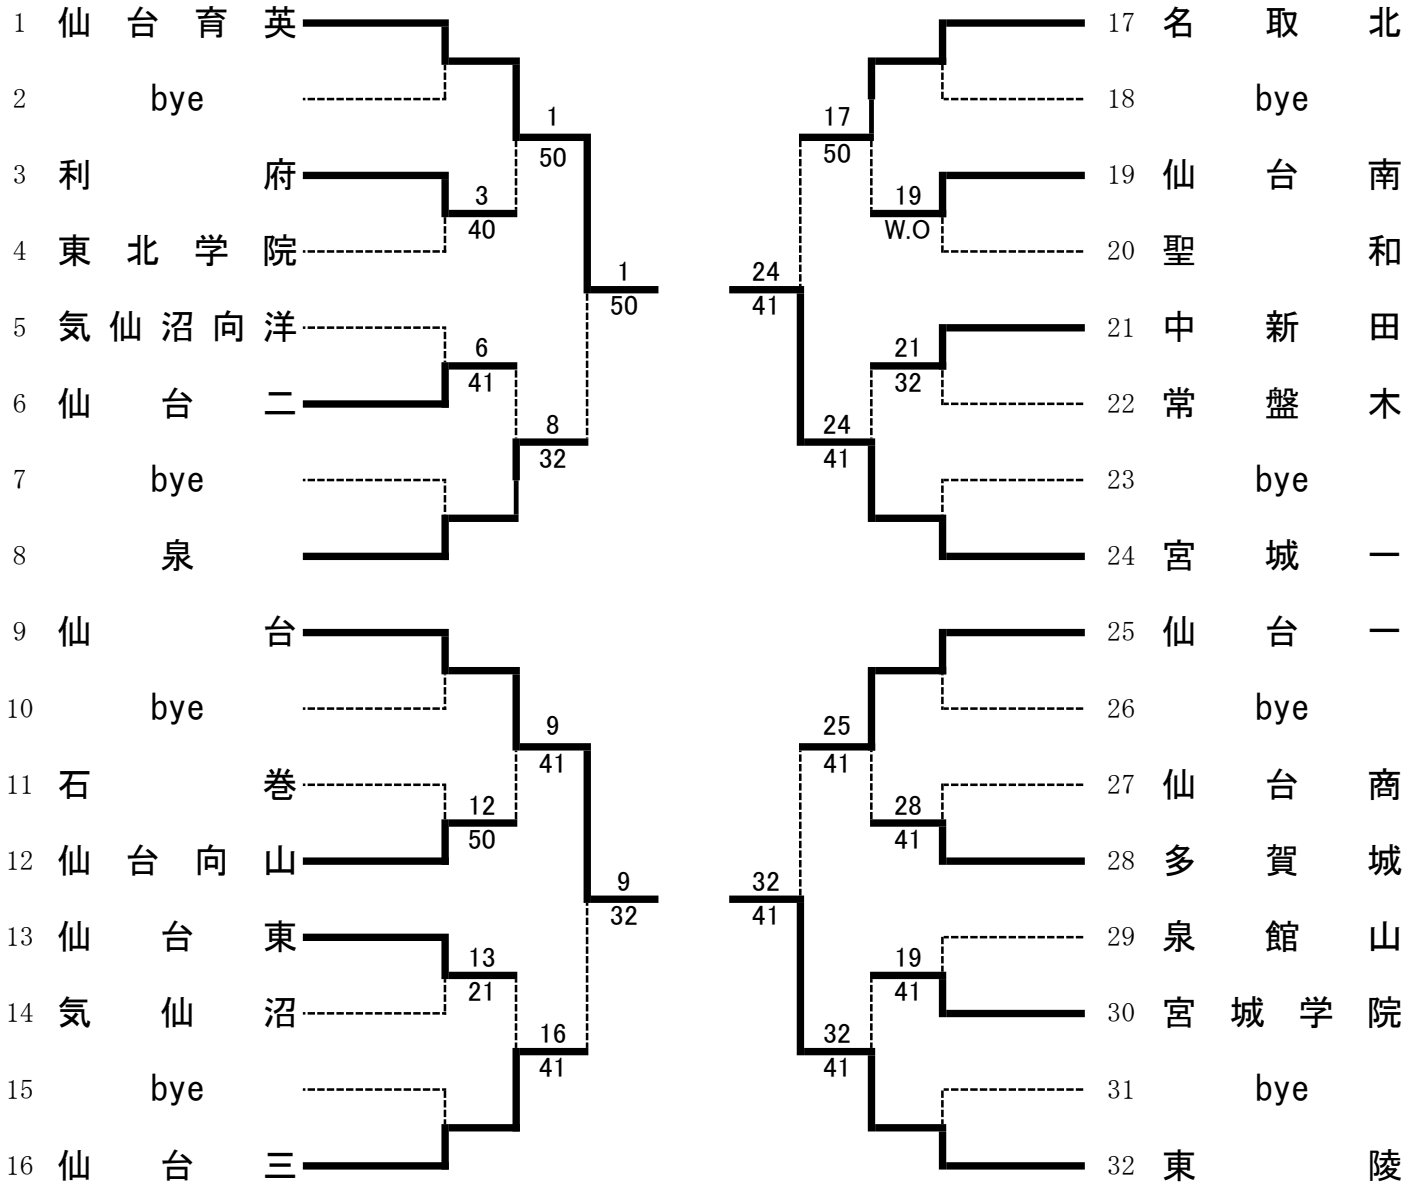 1 仙台育英
2 bye
3 利府
4 東北学院
5 気仙沼向洋
6 仙台二
7 bye
8 泉
9 仙台
10 bye
11 石巻
12 仙台向山
13 仙台東
14 気仙沼
15 bye
16 仙台三
3
40
6
41
12
50
13
21
1
50
8
32
9
41
16
41
1
50
9
32
24
41
32
41
17
50
24
41
25
41
32
41
19
W.O
21
32
28
41
19
41
17 名取北
18 bye
19 仙台南
20 聖和
21 中新田
22 常盤木
23 bye
24 宮城一
25 仙台一
26 bye
27 仙台商
28 多賀城
29 泉館山
30 宮城学院
31 bye
32 東陵